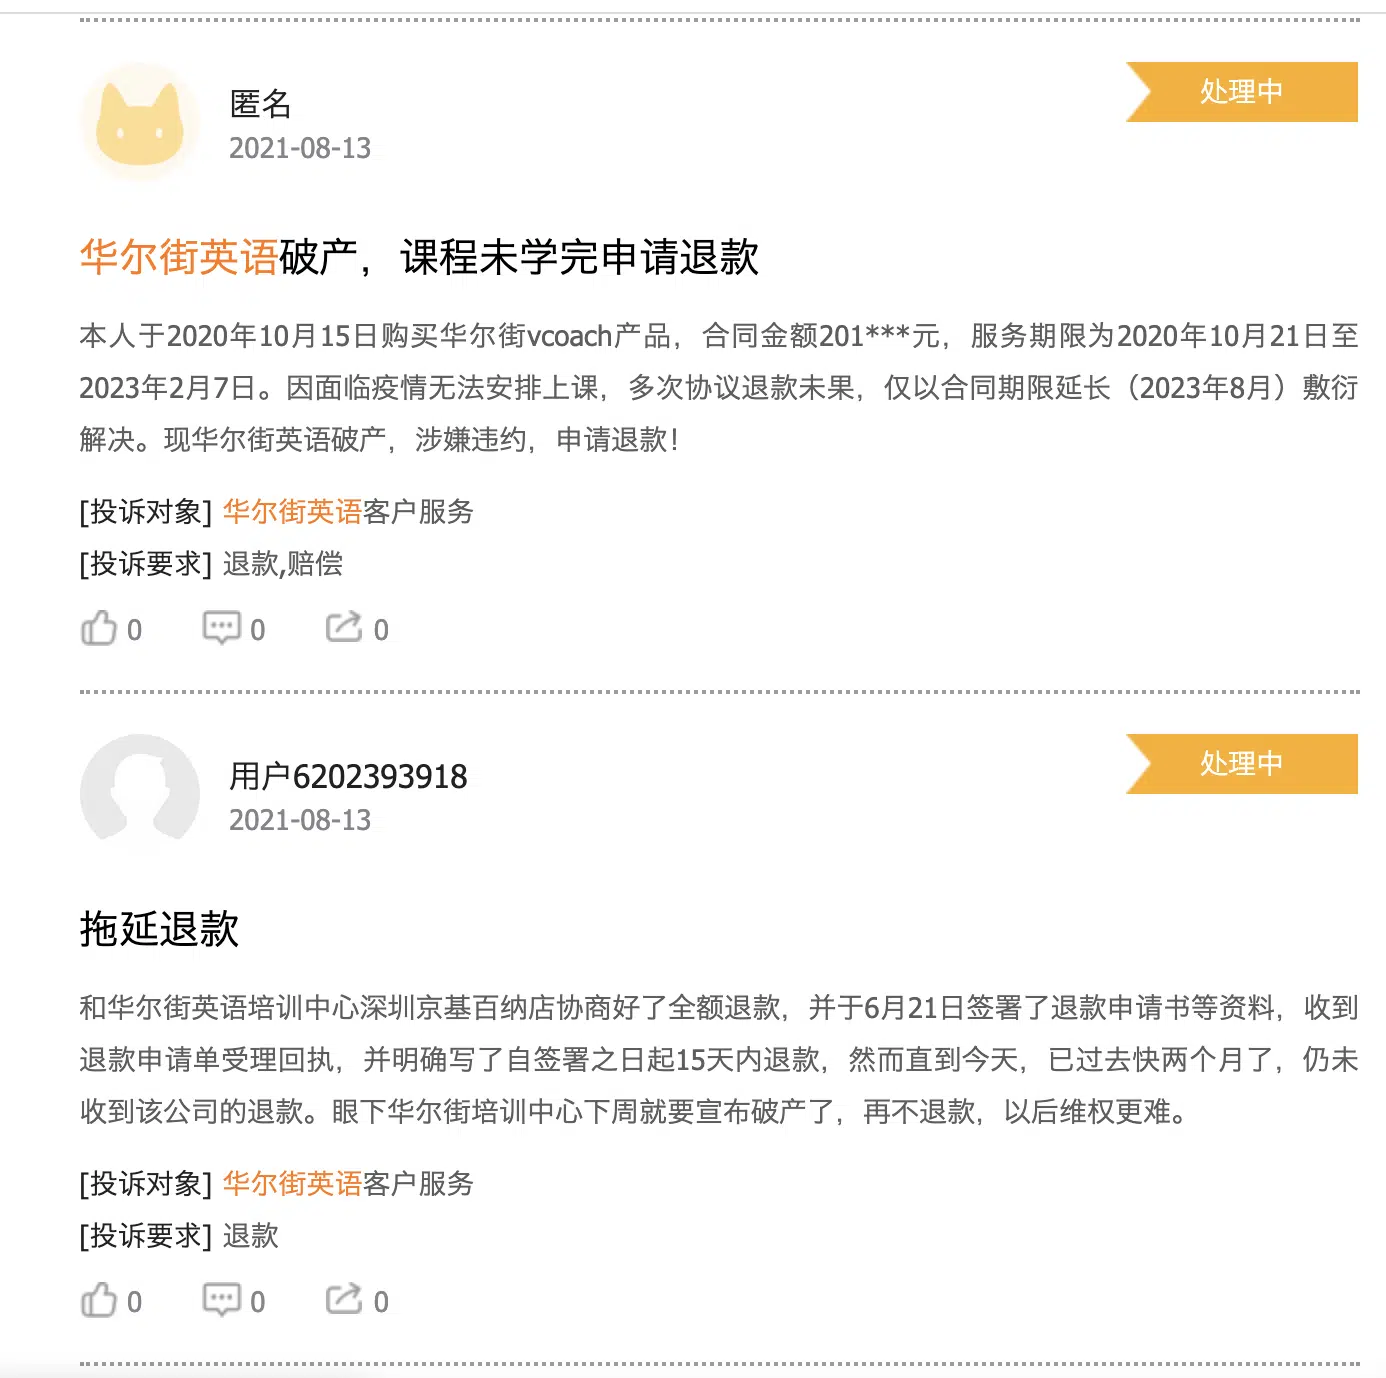 匿名
处理中
2021-08-13
华尔街英语破产，课程未学完申请退款
本人于2020年10月15日购买华尔街vcoach产品，合同金额201***元，服务期限为2020年10月21日至
2023年2月7日。因面临疫情无法安排上课，多次协议退款未果，仅以合同期限延长（2023年8月）敷衍
解决。现华尔街英语破产，涉嫌违约，申请退款！
[投诉对象] 华尔街英语客户服务
[投诉要求] 退款,赔偿
0 0 0
用户6202393918
处理中
2021-08-13
拖延退款
和华尔街英语培训中心深圳京基百纳店协商好了全额退款，并于6月21日签署了退款申请书等资料，收到
退款申请单受理回执，并明确写了自签署之日起15天内退款，然而直到今天，已过去快两个月了，仍未
收到该公司的退款。眼下华尔街培训中心下周就要宣布破产了，再不退款，以后维权更难。
[投诉对象] 华尔街英语客户服务
[投诉要求] 退款
0 0 0